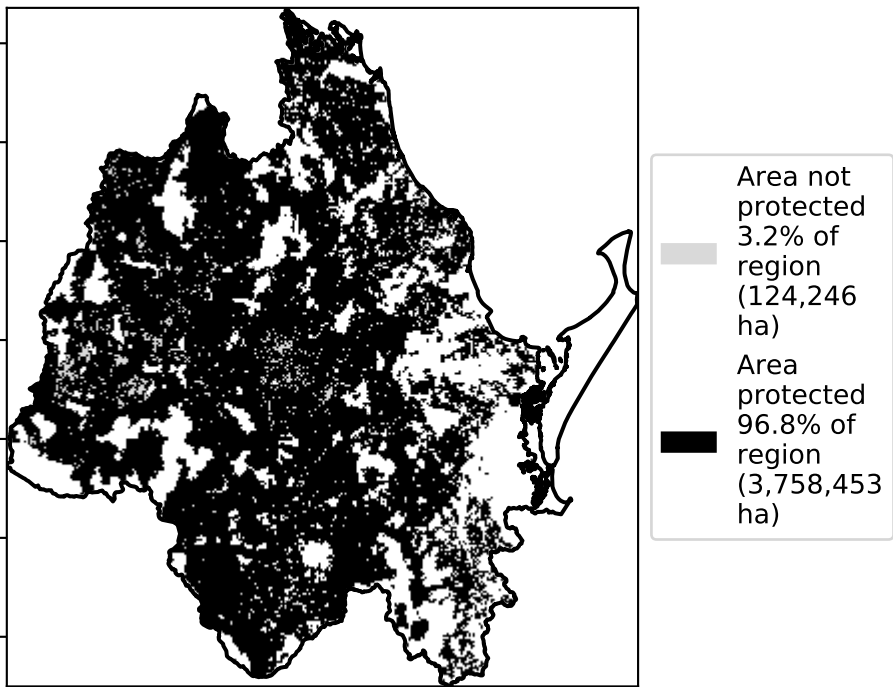 Area not
protected
3.2% of
region
(124,246
ha)
Area
protected
96.8% of
region
(3,758,453
ha)